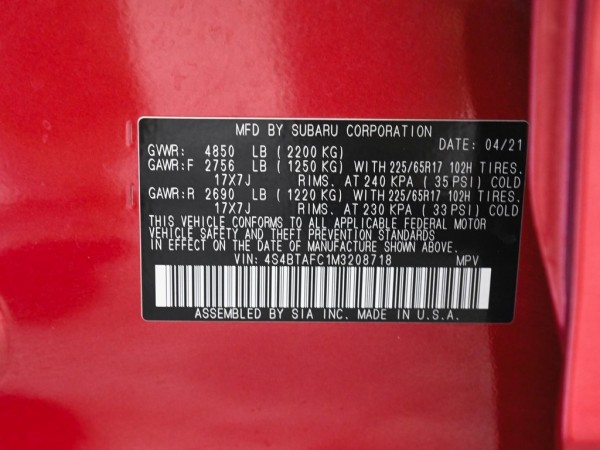 MFD BY SUBARU CORPORATION
DATE: 04/21
GVWR: 4850 LB ( 2200 KG)
GAWR:F 2756 LB ( 1250 KG) WITH 225/65R17 102H TIRES.
17X7J RIMS. AT 240 KPA ( 35 PSI) COLD
GAWR:R 2690 LB ( 1220 KG) WITH 225/65R17 102H TIRES.
17X7J RIMS. AT 230 KPA ( 33 PSI) COLD
THIS VEHICLE CONFORMS TO ALL APPLICABLE FEDERAL MOTOR
VEHICLE SAFETY AND THEFT PREVENTION STANDARDS
IN EFFECT ON THE DATE OF MANUFACTURE SHOWN ABOVE.
VIN: 4S4BTAFC1M3208718 MPV
ASSEMBLED BY SIA INC. MADE IN U.S.A.